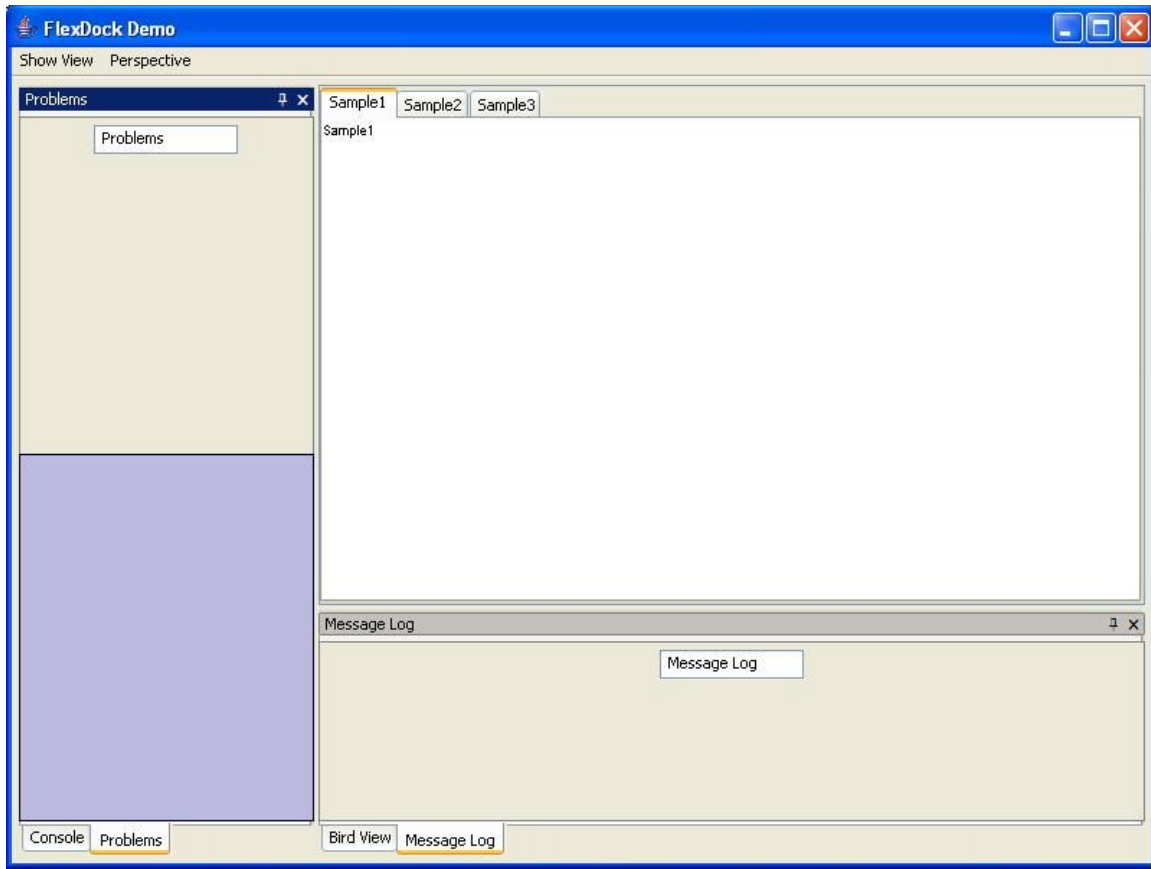 FlexDock Demo
Show View Perspective
Problems
Problems
Sample1 Sample2 Sample3
Sample1
Message Log
Message Log
Console Problems
Bird View Message Log